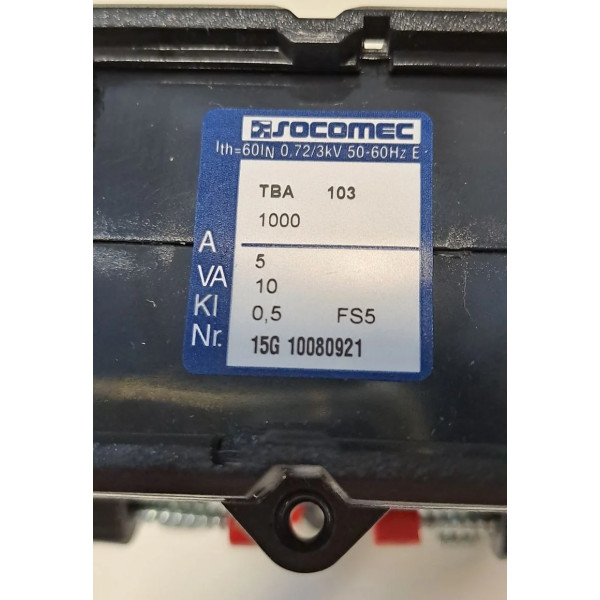 SOCOMEC
Ith=60IN 0.72/3kV 50-60Hz E
TBA 103
A 1000
5
VA 10
Kl 0,5 FS5
Nr. 15G 10080921